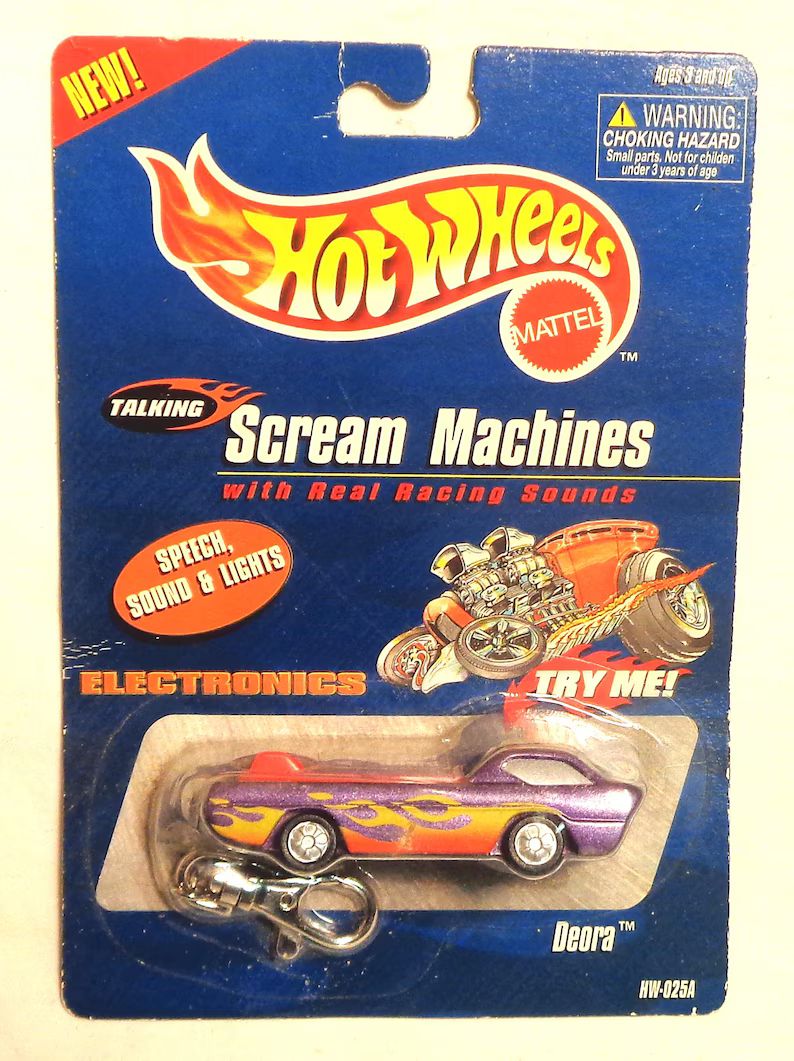 NEW!
Ages 3 and up
WARNING:
CHOKING HAZARD
Small parts. Not for childen
under 3 years of age
HOT WHEELS
MATTEL
TM
TALKING
Scream Machines
with Real Racing Sounds
SPEECH,
SOUND & LIGHTS
ELECTRONICS
TRY ME!
Deora™
HW-025A